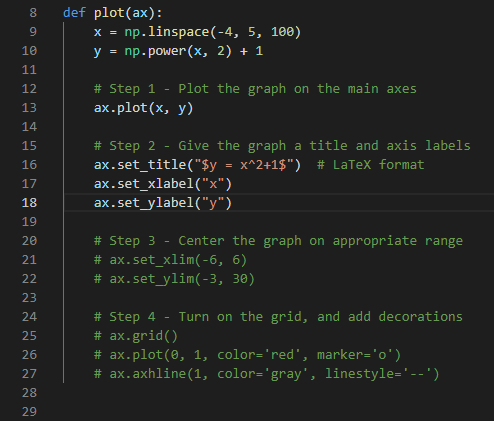 8 def plot(ax):
9     x = np.linspace(-4, 5, 100)
10     y = np.power(x, 2) + 1
11
12     # Step 1 - Plot the graph on the main axes
13     ax.plot(x, y)
14
15     # Step 2 - Give the graph a title and axis labels
16     ax.set_title("$y = x^2+1$")  # LaTeX format
17     ax.set_xlabel("x")
18     ax.set_ylabel("y")
19
20     # Step 3 - Center the graph on appropriate range
21     # ax.set_xlim(-6, 6)
22     # ax.set_ylim(-3, 30)
23
24     # Step 4 - Turn on the grid, and add decorations
25     # ax.grid()
26     # ax.plot(0, 1, color='red', marker='o')
27     # ax.axhline(1, color='gray', linestyle='--')
28
29